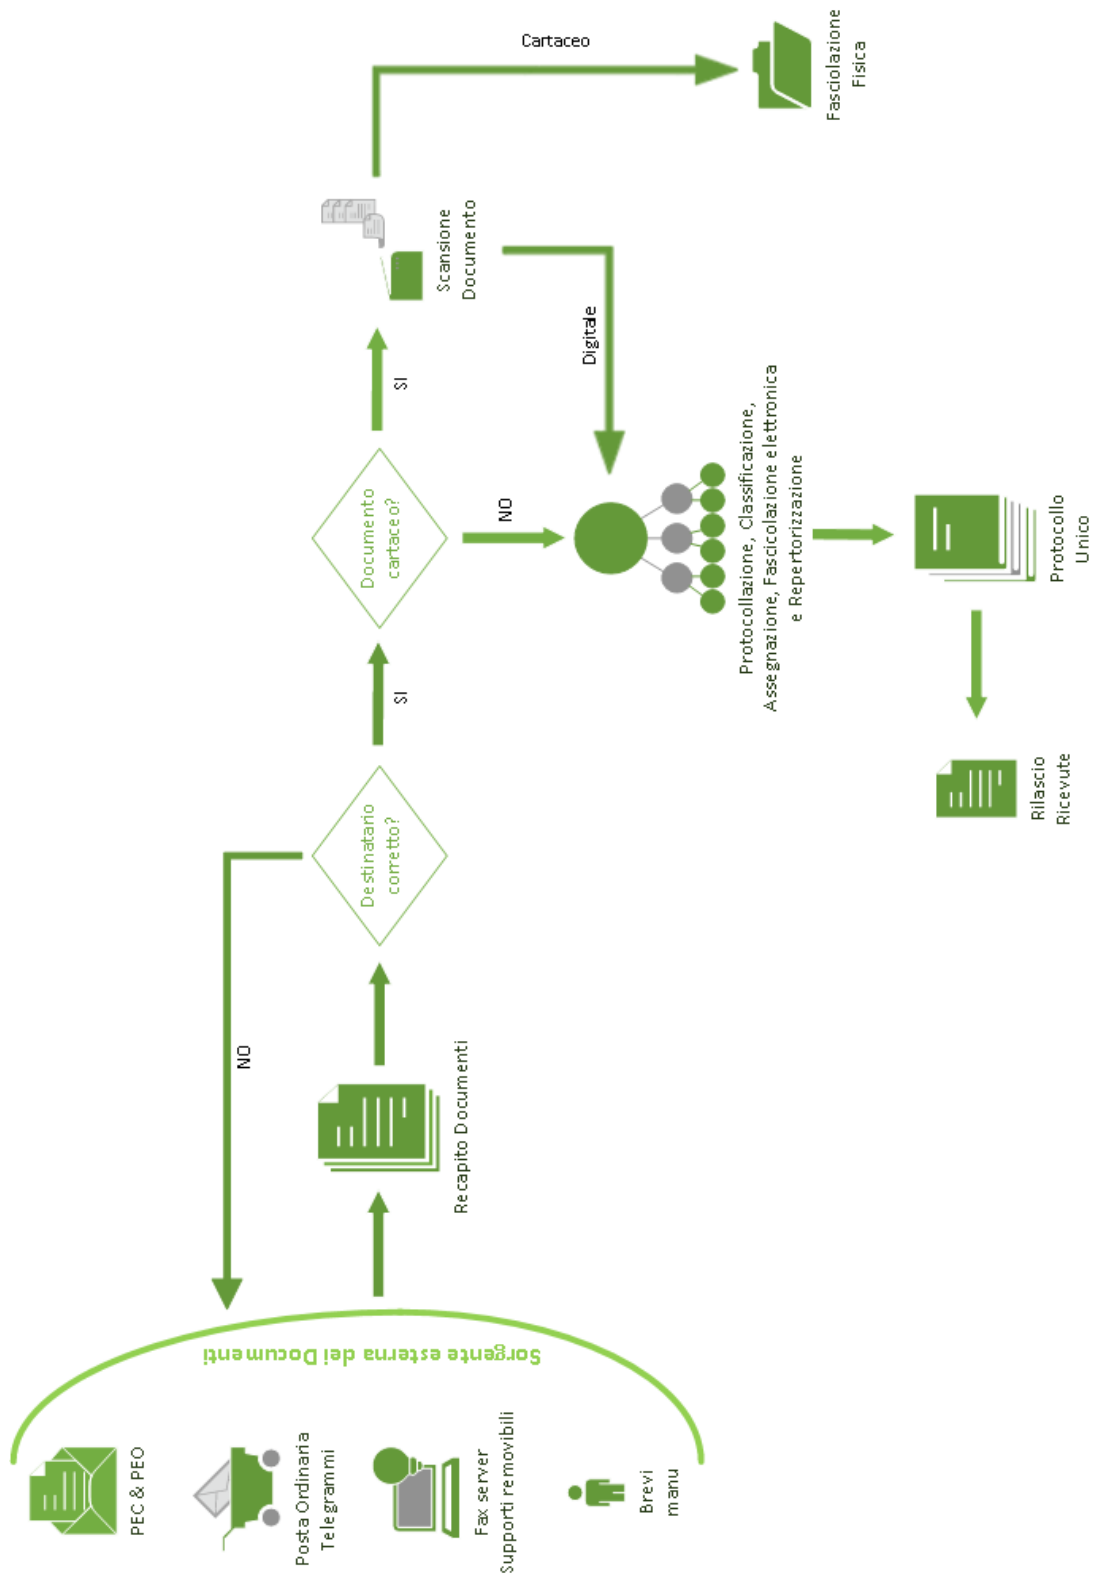 PEC & PEO
Posta Ordinaria
Telegrammi
Fax server
Supporti removibili
Brevi
manu
Sorgente esterna dei Documenti
NO
Recapito Documenti
Destinatario
corretto?
SI
Documento
cartaceo?
SI
NO
Scansione
Documento
Cartaceo
Digitale
Fasciolazione
Fisica
Protocollazione, Classificazione,
Assegnazione, Fascicolazione elettronica
e Repertorizzazione
Protocollo
Unico
Rilascio
Ricevute